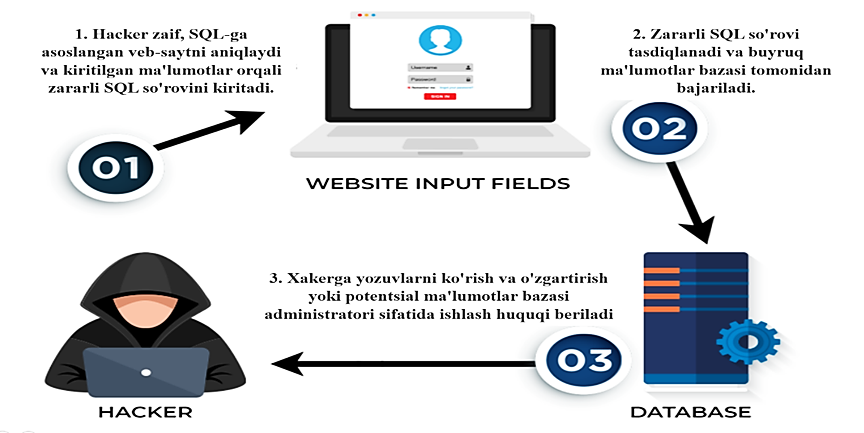 1. Hacker zaif, SQL-ga
asoslangan veb-saytni aniqlaydi
va kiritilgan ma'lumotlar orqali
zararli SQL so'rovini kiritadi.
01
Username
Password
SIGN IN
WEBSITE INPUT FIELDS
2. Zararli SQL so'rovi
tasdiqlanadi va buyruq
ma'lumotlar bazasi tomonidan
bajariladi.
02
3. Xakerga yozuvlarni ko'rish va o'zgartirish
yoki potentsial ma'lumotlar bazasi
administratori sifatida ishlash huquqi beriladi
03
HACKER
DATABASE